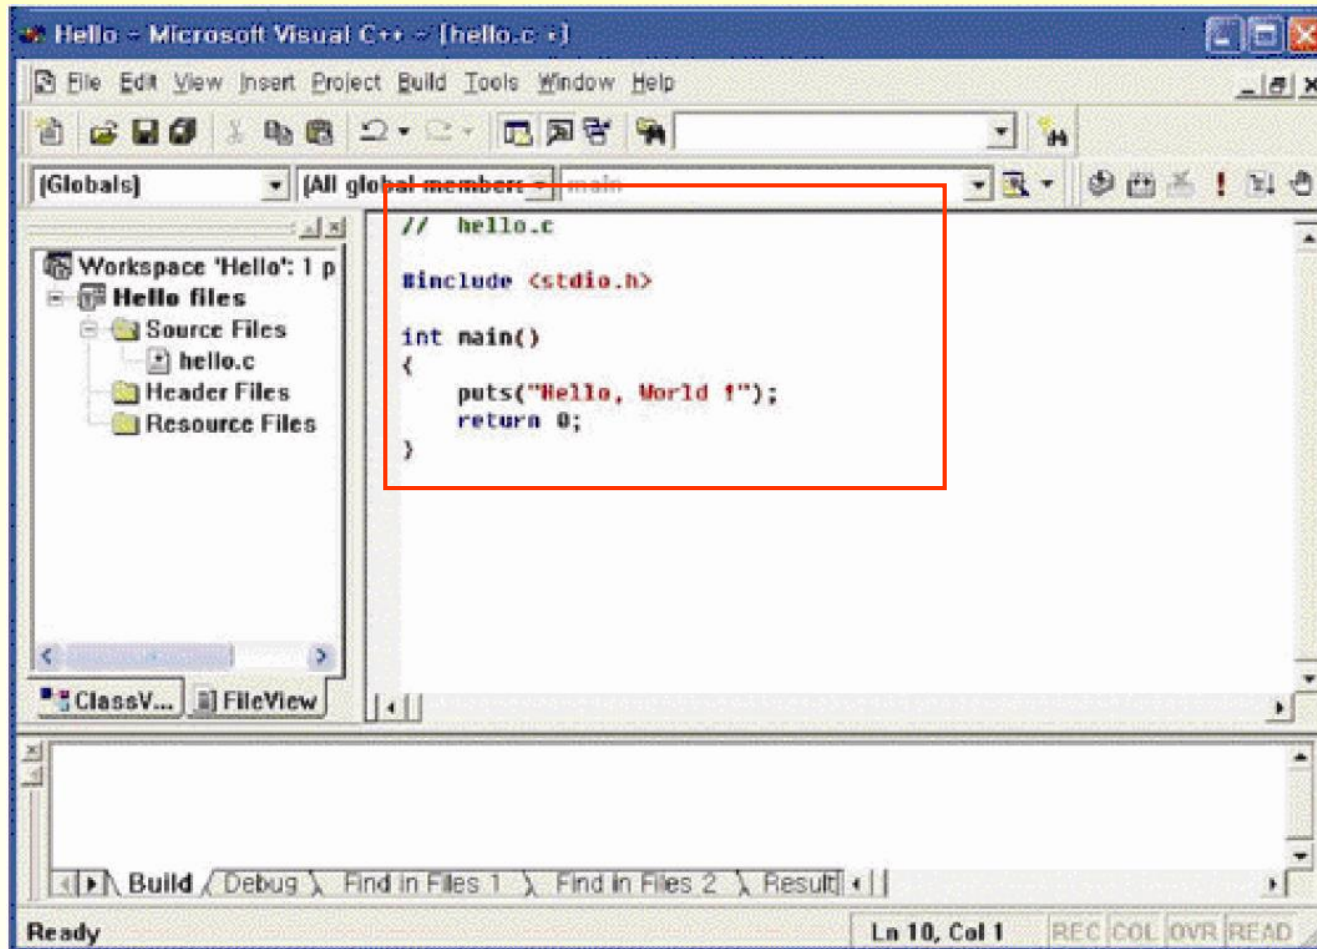 Hello - Microsoft Visual C++ - [hello.c *]
File Edit View Insert Project Build Tools Window Help
(Globals) (All global members main
Workspace 'Hello': 1 p
Hello files
Source Files
hello.c
Header Files
Resource Files
ClassV... FileView
// hello.c
#include <stdio.h>
int main()
{
puts("Hello, World !");
return 0;
}
Build Debug Find in Files 1 Find in Files 2 Result
Ready Ln 10, Col 1 REC COL OVR READ